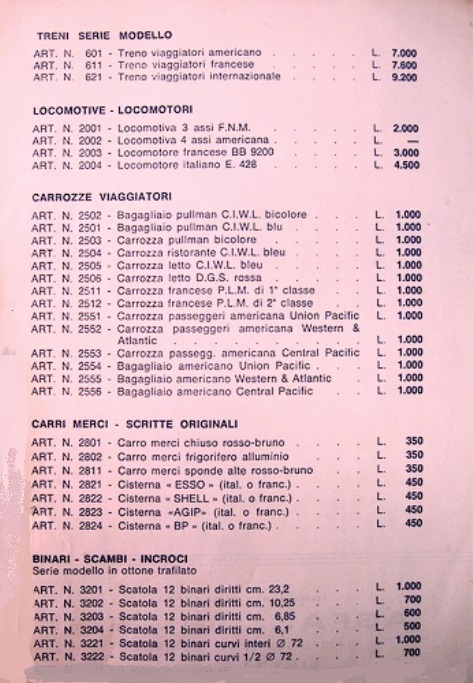 TRENI SERIE MODELLO
ART. N. 601 - Treno viaggiatori americano . . . . . L. 7.000
ART. N. 611 - Treno viaggiatori francese . . . . . L. 7.600
ART. N. 621 - Treno viaggiatori internazionale . . . . L. 9.200
LOCOMOTIVE - LOCOMOTORI
ART. N. 2001 - Locomotiva 3 assi F.N.M. . . . . . L. 2.000
ART. N. 2002 - Locomotiva 4 assi americana . . . . . L. —
ART. N. 2003 - Locomotore francese BB 9200 . . . . L. 3.000
ART. N. 2004 - Locomotore italiano E. 428 . . . . . L. 4.500
CARROZZE VIAGGIATORI
ART. N. 2502 - Bagagliaio pullman C.I.W.L. bicolore . . . L. 1.000
ART. N. 2501 - Bagagliaio pullman C.I.W.L. blu . . . . L. 1.000
ART. N. 2503 - Carrozza pullman bicolore . . . . . L. 1.000
ART. N. 2504 - Carrozza ristorante C.I.W.L. bleu . . . . L. 1.000
ART. N. 2505 - Carrozza letto C.I.W.L. bleu . . . . . L. 1.000
ART. N. 2506 - Carrozza letto D.G.S. rossa . . . . . L. 1.000
ART. N. 2511 - Carrozza francese P.L.M. di 1ª classe . . . L. 1.000
ART. N. 2512 - Carrozza francese P.L.M. di 2ª classe . . . L. 1.000
ART. N. 2551 - Carrozza passeggeri americana Union Pacific L. 1.000
ART. N. 2552 - Carrozza passeggeri americana Western &
Atlantic . . . . . . . . . . L. 1.000
ART. N. 2553 - Carrozza passegg. americana Central Pacific L. 1.000
ART. N. 2554 - Bagagliaio americano Union Pacific . . . L. 1.000
ART. N. 2555 - Bagagliaio americano Western & Atlantic . . L. 1.000
ART. N. 2556 - Bagagliaio americano Central Pacific . . . L. 1.000
CARRI MERCI - SCRITTE ORIGINALI
ART. N. 2801 - Carro merci chiuso rosso-bruno . . . . L. 350
ART. N. 2802 - Carro merci frigorifero alluminio . . . . L. 350
ART. N. 2811 - Carro merci sponde alte rosso-bruno . . . L. 350
ART. N. 2821 - Cisterna « ESSO » (ital. o franc.) . . . . L. 450
ART. N. 2822 - Cisterna « SHELL » (ital. o franc.) . . . . L. 450
ART. N. 2823 - Cisterna «AGIP» (ital. o franc.) . . . . L. 450
ART. N. 2824 - Cisterna « BP » (ital. o franc.) . . . . . L. 450
BINARI - SCAMBI - INCROCI
Serie modello in ottone trafilato
ART. N. 3201 - Scatola 12 binari diritti cm. 23,2 . . . . L. 1.000
ART. N. 3202 - Scatola 12 binari diritti cm. 10,25 . . . . L. 700
ART. N. 3203 - Scatola 12 binari diritti cm. 6,85 . . . . L. 600
ART. N. 3204 - Scatola 12 binari diritti cm. 6,1 . . . . L. 500
ART. N. 3221 - Scatola 12 binari curvi interi Ø 72 . . . . L. 1.000
ART. N. 3222 - Scatola 12 binari curvi 1/2 Ø 72 . . . . . L. 700